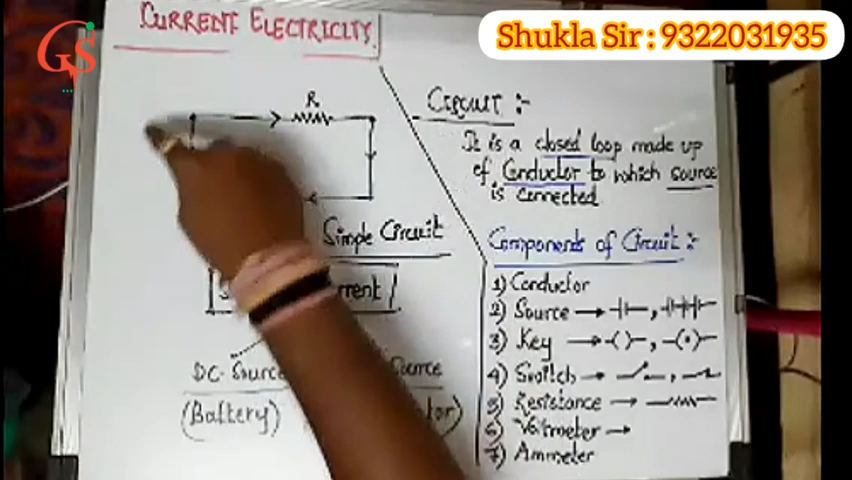 Shukla Sir : 9322031935
GS
CURRENT ELECTRICITY
R
Simple Circuit
DC Source
(Battery)
Circuit :-
It is a closed loop made up
of Conductor to which source
is connected
Components of Circuit :-
1) Conductor
2) Source →
3) Key →
4) Switch →
5) Resistance →
6) Voltmeter →
7) Ammeter